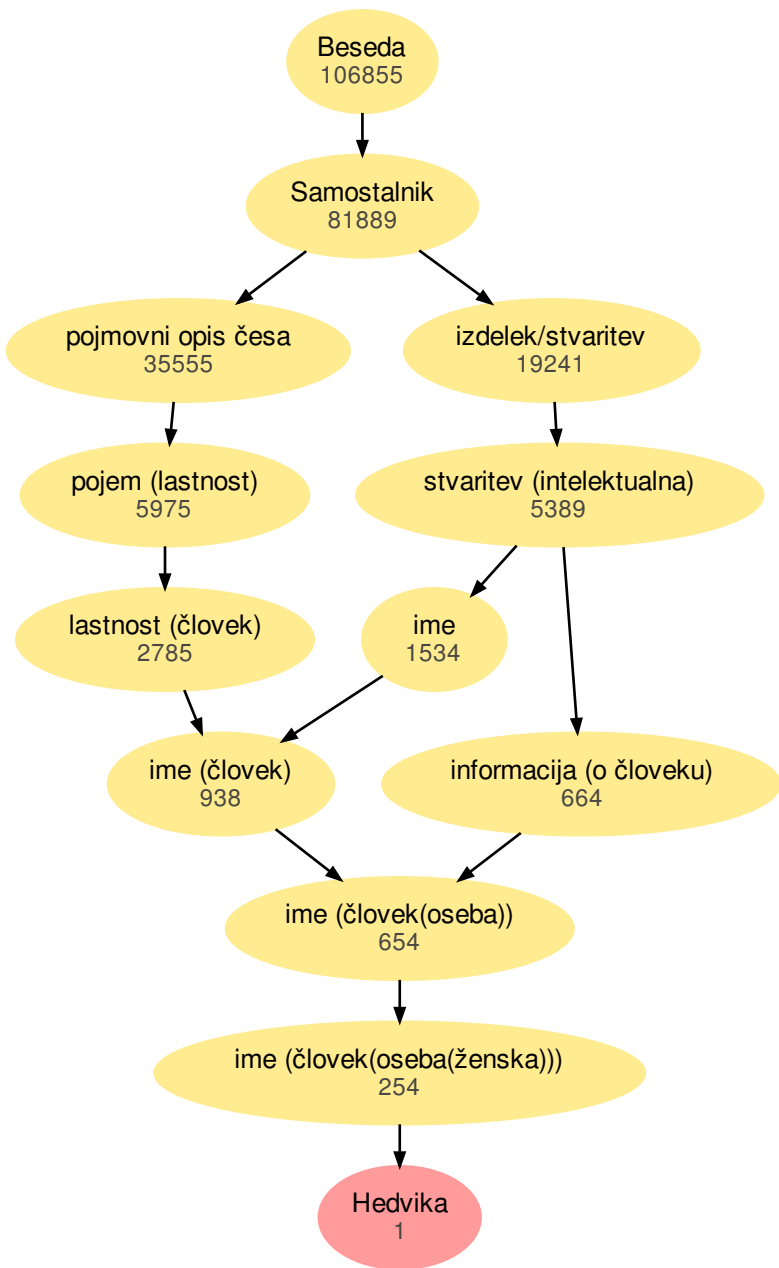 Beseda
106855
Samostalnik
81889
pojmovni opis česa
35555
izdelek/stvaritev
19241
pojem (lastnost)
5975
stvaritev (intelektualna)
5389
lastnost (človek)
2785
ime
1534
ime (človek)
938
informacija (o človeku)
664
ime (človek(oseba))
654
ime (človek(oseba(ženska)))
254
Hedvika
1